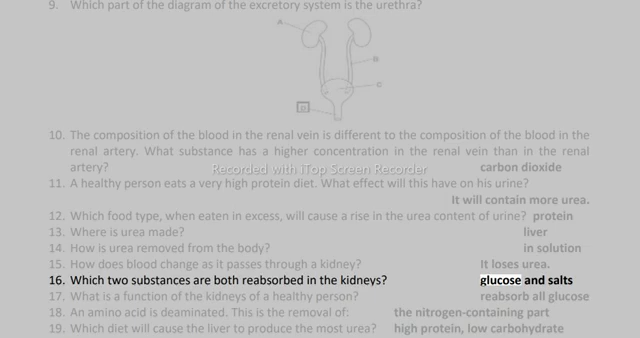 9. Which part of the diagram of the excretory system is the urethra?
A
B
C
D
10. The composition of the blood in the renal vein is different to the composition of the blood in the
renal artery. What substance has a higher concentration in the renal vein than in the renal
artery? carbon dioxide
Recorded with iTop Screen Recorder
11. A healthy person eats a very high protein diet. What effect will this have on his urine?
It will contain more urea.
12. Which food type, when eaten in excess, will cause a rise in the urea content of urine? protein
13. Where is urea made? liver
14. How is urea removed from the body? in solution
15. How does blood change as it passes through a kidney? It loses urea.
16. Which two substances are both reabsorbed in the kidneys? glucose and salts
17. What is a function of the kidneys of a healthy person? reabsorb all glucose
18. An amino acid is deaminated. This is the removal of: the nitrogen-containing part
19. Which diet will cause the liver to produce the most urea? high protein, low carbohydrate